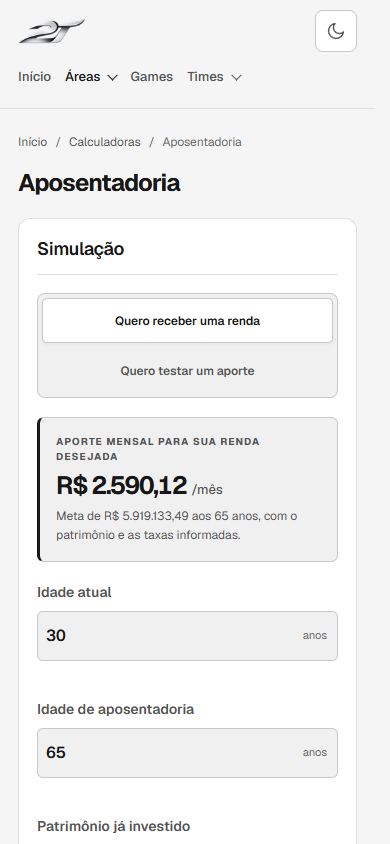 Início Áreas Games Times
Início / Calculadoras / Aposentadoria
Aposentadoria
Simulação
Quero receber uma renda
Quero testar um aporte
APORTE MENSAL PARA SUA RENDA
DESEJADA
R$ 2.590,12 /mês
Meta de R$ 5.919.133,49 aos 65 anos, com o
patrimônio e as taxas informadas.
Idade atual
30 anos
Idade de aposentadoria
65 anos
Patrimônio já investido